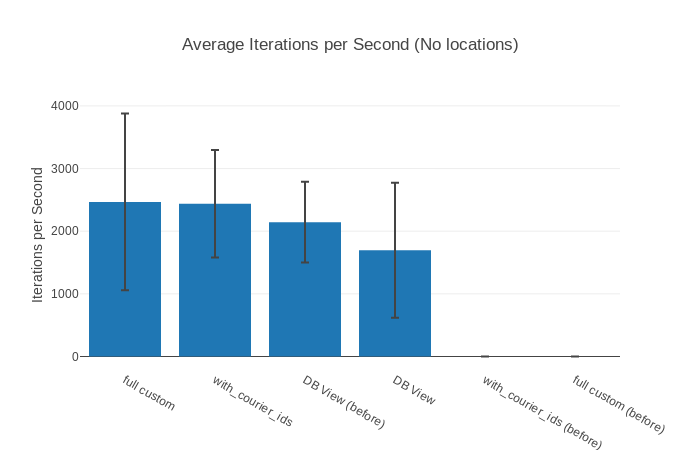 Average Iterations per Second (No locations)
Iterations per Second
4000
3000
2000
1000
0
full custom
with_courier_ids
DB View (before)
DB View
with_courier_ids (before)
full custom (before)